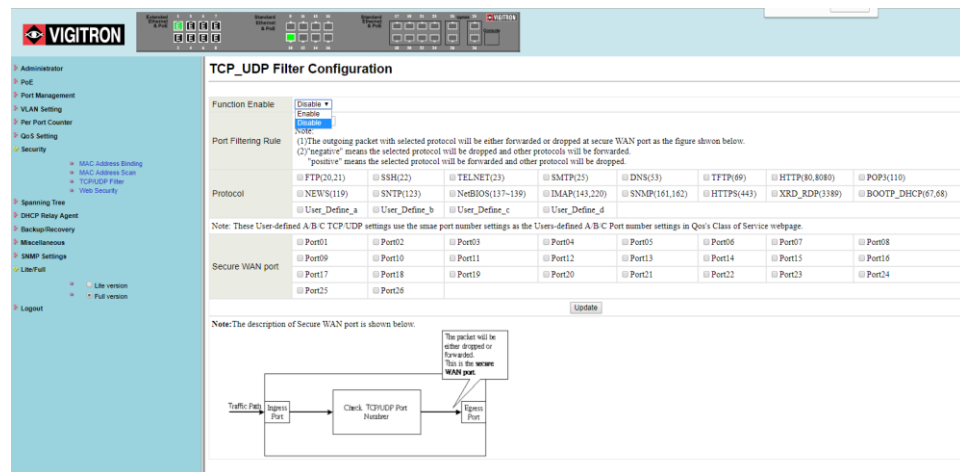 VIGITRON
Extended Ethernet & PoE
Standard Ethernet & PoE
Standard Ethernet & PoE
VIGITRON
Console
Administrator
PoE
Port Management
VLAN Setting
Per Port Counter
QoS Setting
Security
MAC Address Binding
MAC Address Scan
TCP/UDP Filter
Web Security
Spanning Tree
DHCP Relay Agent
Backup/Recovery
Miscellaneous
SNMP Settings
Lite/Full
Lite version
Full version
Logout
TCP_UDP Filter Configuration
Function Enable Disable
Enable
Disable
Port Filtering Rule
Note:
(1)The outgoing packet with selected protocol will be either forwarded or dropped at secure WAN port as the figure shwon below.
(2)"negative" means the selected protocol will be dropped and other protocols will be forwarded.
"positive" means the selected protocol will be forwarded and other protocol will be dropped.
Protocol
FTP(20,21) SSH(22) TELNET(23) SMTP(25) DNS(53) TFTP(69) HTTP(80,8080) POP3(110)
NEWS(119) SNTP(123) NetBIOS(137~139) IMAP(143,220) SNMP(161,162) HTTPS(443) XRD_RDP(3389) BOOTP_DHCP(67,68)
User_Define_a User_Define_b User_Define_c User_Define_d
Note: These User-defined A/B/C TCP/UDP settings use the smae port number settings as the Users-defined A/B/C Port number settings in Qos's Class of Service webpage.
Secure WAN port
Port01 Port02 Port03 Port04 Port05 Port06 Port07 Port08
Port09 Port10 Port11 Port12 Port13 Port14 Port15 Port16
Port17 Port18 Port19 Port20 Port21 Port22 Port23 Port24
Port25 Port26
Update
Note:The description of Secure WAN port is shown below.
The packet will be
either dropped or
forwarded.
This is the secure
WAN port.
Traffic Path
Ingress
Port
Check TCP/UDP Port
Number
Egress
Port